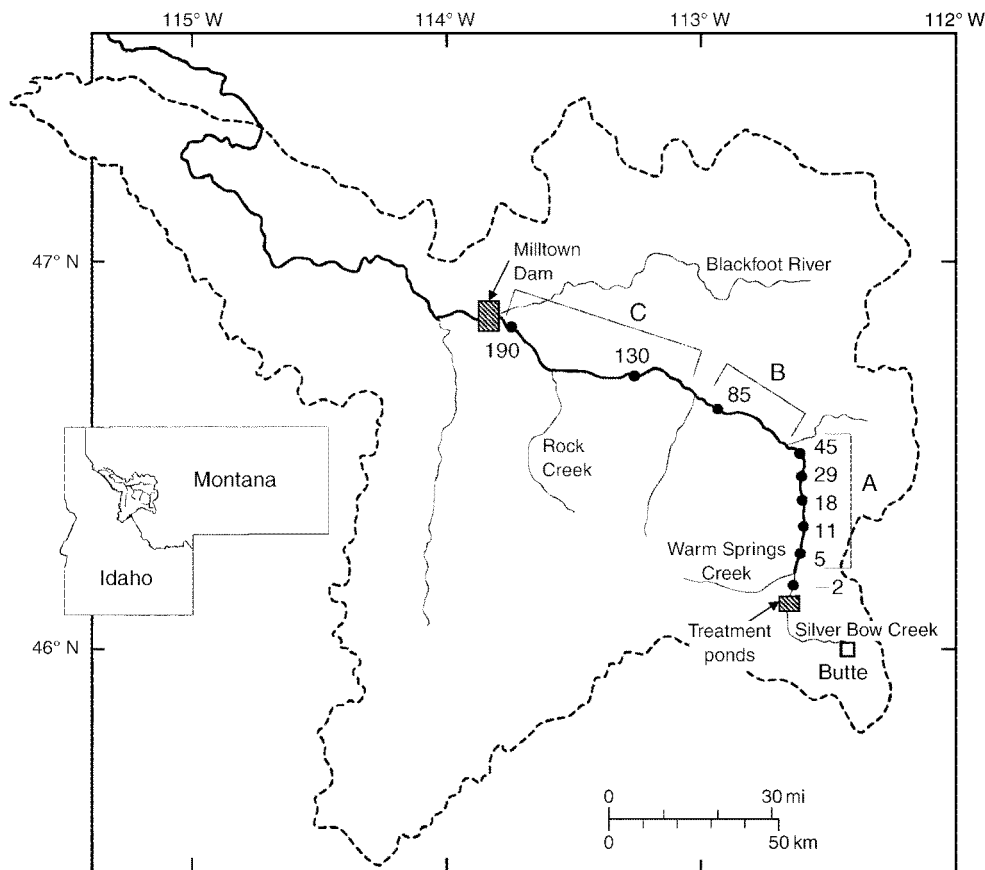 115° W
114° W
113° W
112° W
47° N
Milltown
Dam
Blackfoot River
C
190
130
B
85
Rock
Creek
45
29
A
18
11
5
Warm Springs
Creek
−2
Montana
Idaho
46° N
Treatment
ponds
Silver Bow Creek
Butte
0
30 mi
0
50 km